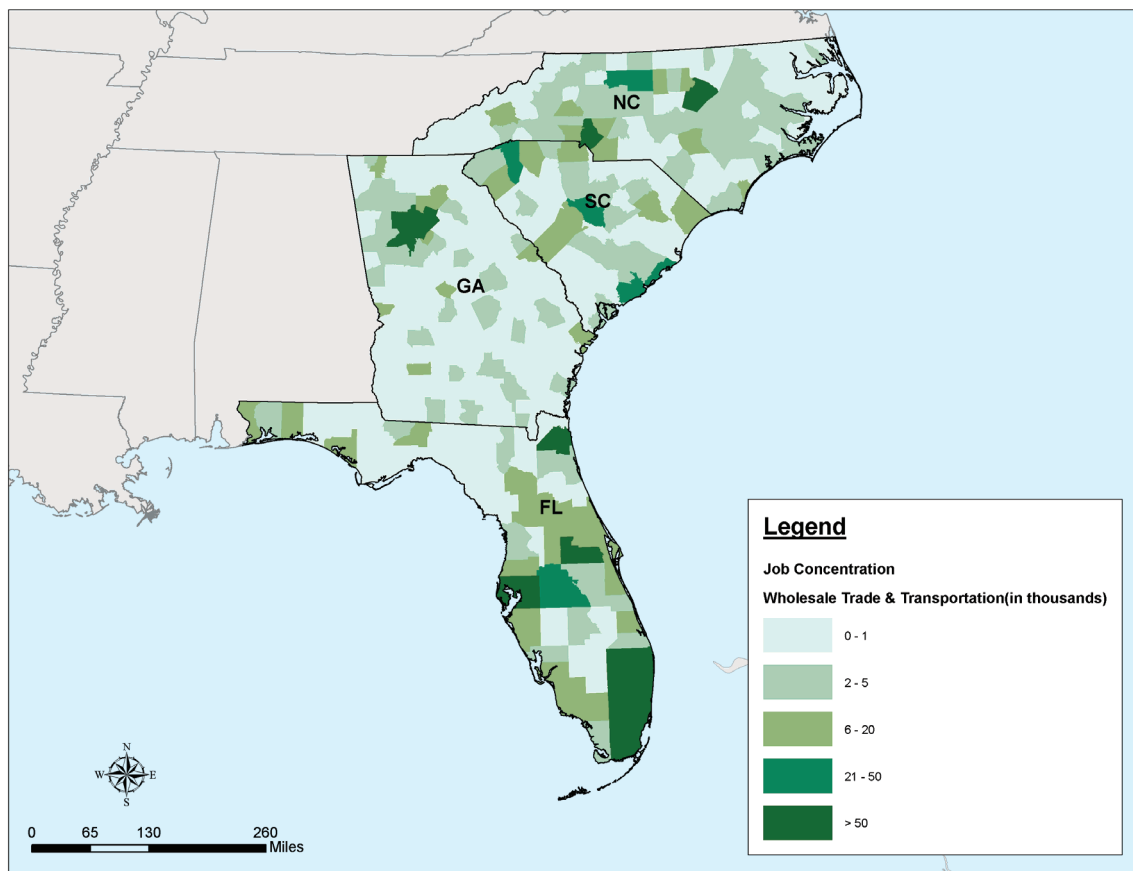 NC
SC
GA
FL
Legend
Job Concentration
Wholesale Trade & Transportation(in thousands)
0 - 1
2 - 5
6 - 20
21 - 50
> 50
N
W E
S
0 65 130 260
Miles